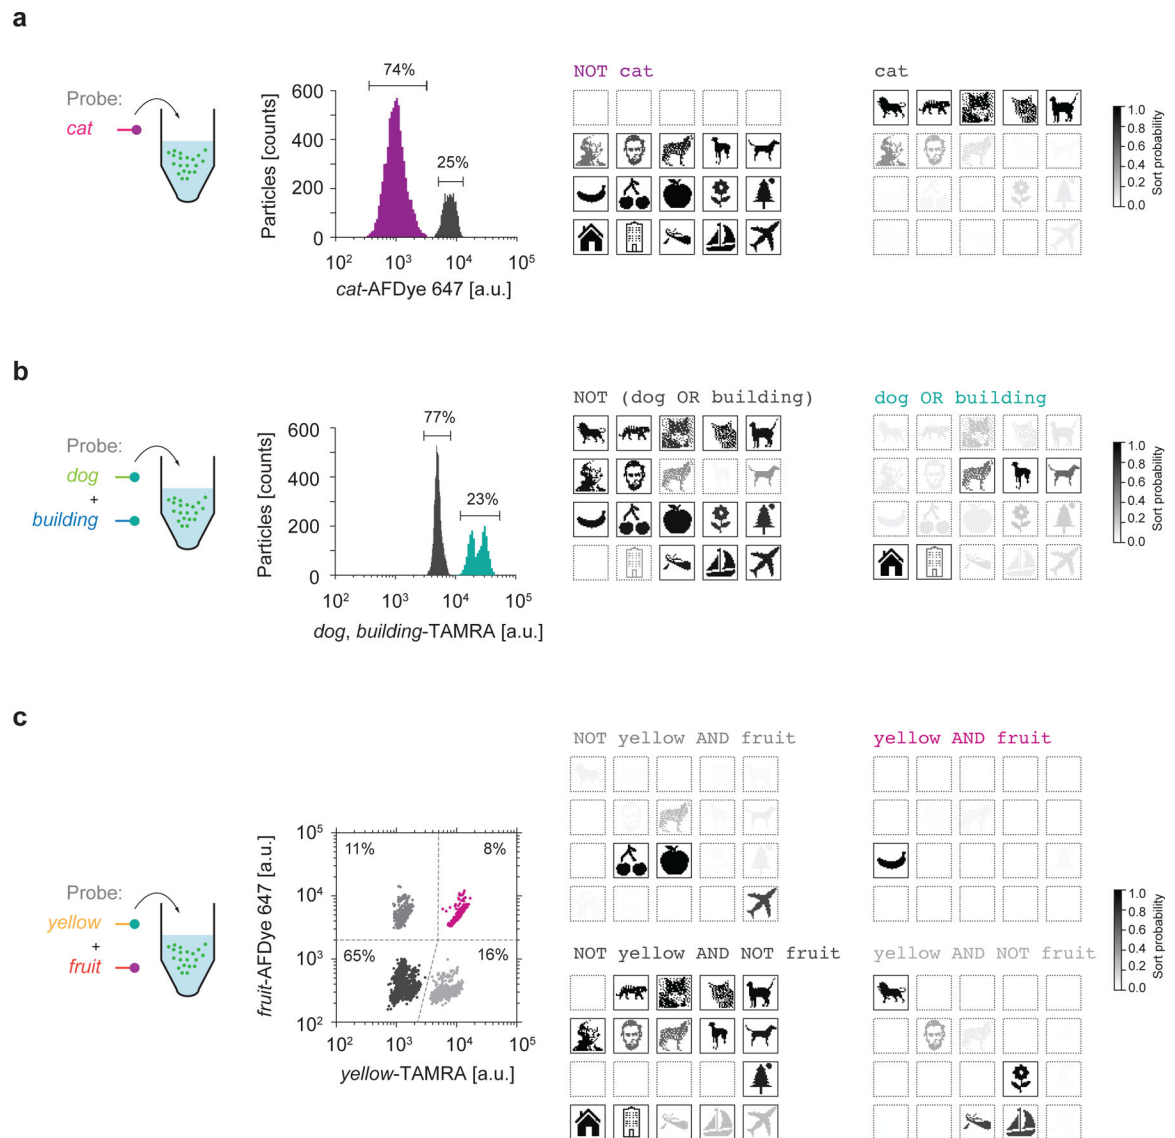 a
Probe:
cat
Particles [counts]
600
400
200
0
74%
25%
10² 10³ 10⁴ 10⁵
cat-AFDye 647 [a.u.]
NOT cat
cat
1.0
0.8
0.6
0.4
0.2
0.0
Sort probability
b
Probe:
dog
+
building
Particles [counts]
600
400
200
0
77%
23%
10² 10³ 10⁴ 10⁵
dog, building-TAMRA [a.u.]
NOT (dog OR building)
dog OR building
1.0
0.8
0.6
0.4
0.2
0.0
Sort probability
c
Probe:
yellow
+
fruit
fruit-AFDye 647 [a.u.]
10⁵
10⁴
10³
10²
11%
8%
65%
16%
10² 10³ 10⁴ 10⁵
yellow-TAMRA [a.u.]
NOT yellow AND fruit
yellow AND fruit
NOT yellow AND NOT fruit
yellow AND NOT fruit
1.0
0.8
0.6
0.4
0.2
0.0
Sort probability